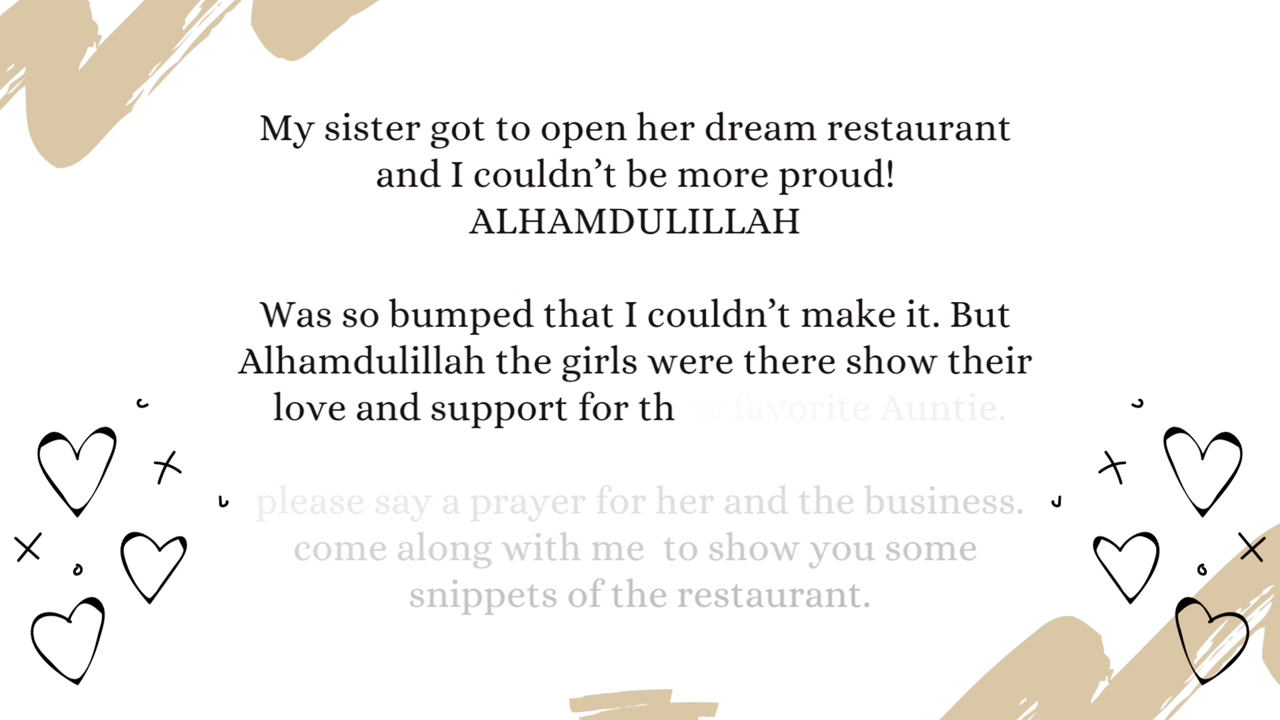 My sister got to open her dream restaurant
and I couldn’t be more proud!
ALHAMDULILLAH
Was so bumped that I couldn’t make it. But
Alhamdulillah the girls were there show their
love and support for th favorite Auntie.
please say a prayer for her and the business.
come along with me to show you some
snippets of the restaurant.